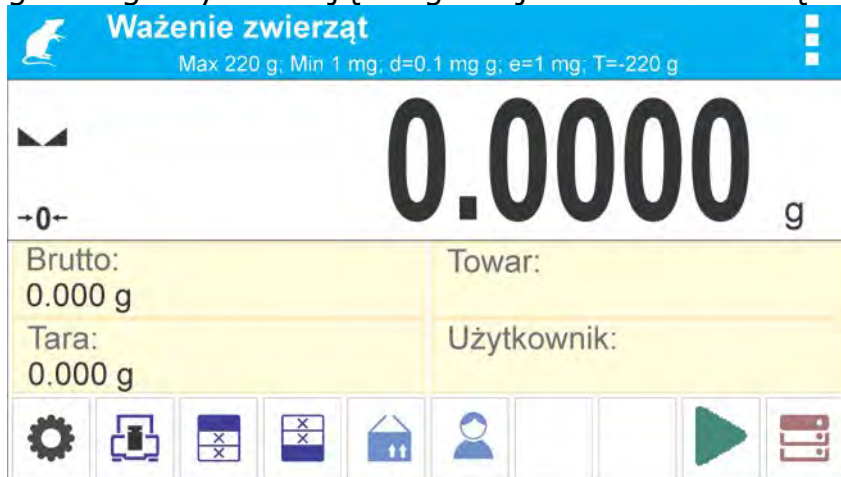 Ważenie zwierząt
Max 220 g; Min 1 mg; d=0.1 mg g; e=1 mg; T=-220 g
0.0000 g
→0←
Brutto:
0.000 g
Towar:
Tara:
0.000 g
Użytkownik: